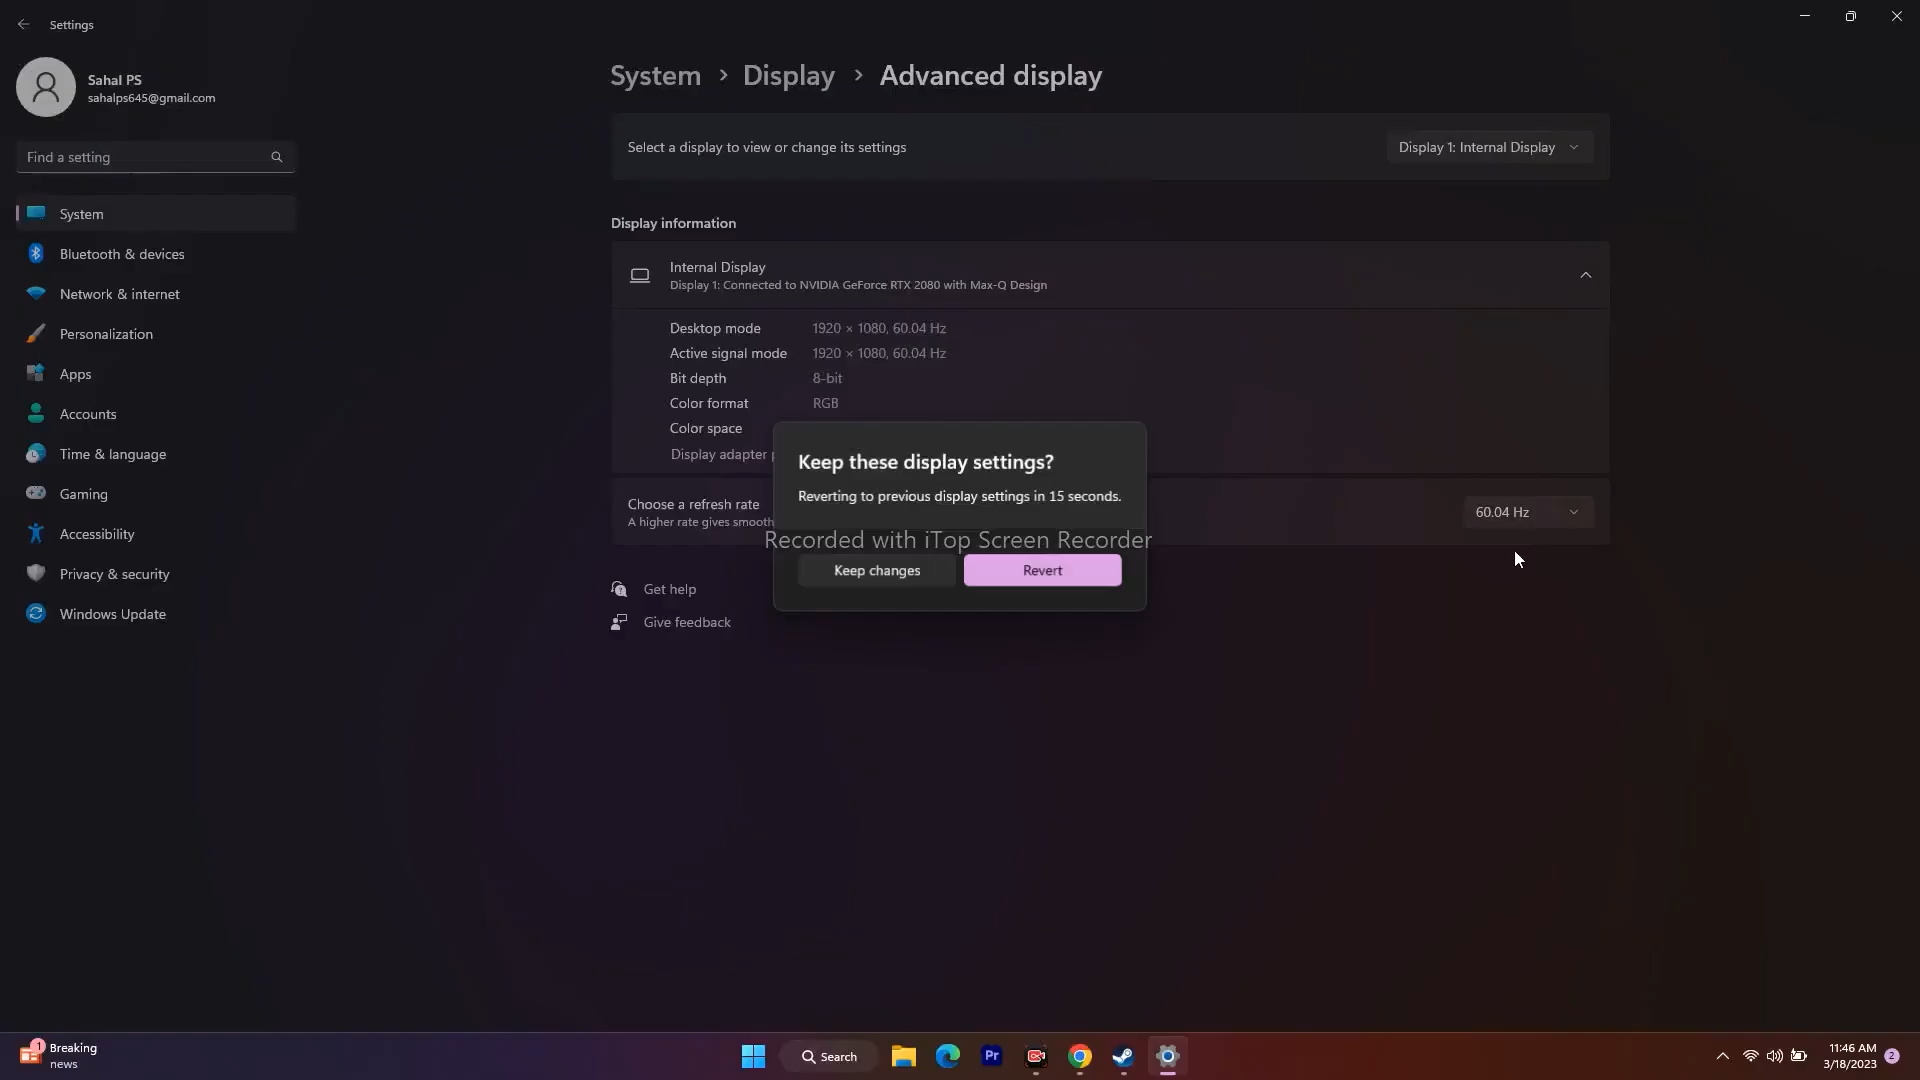 Settings
Sahal PS
sahalps645@gmail.com
Find a setting
System
Bluetooth & devices
Network & internet
Personalization
Apps
Accounts
Time & language
Gaming
Accessibility
Privacy & security
Windows Update
System > Display > Advanced display
Select a display to view or change its settings
Display 1: Internal Display
Display information
Internal Display
Display 1: Connected to NVIDIA GeForce RTX 2080 with Max-Q Design
Desktop mode 1920 × 1080, 60.04 Hz
Active signal mode 1920 × 1080, 60.04 Hz
Bit depth 8-bit
Color format RGB
Color space
Display adapter
Choose a refresh rate
A higher rate gives smooth
60.04 Hz
Keep these display settings?
Reverting to previous display settings in 15 seconds.
Recorded with iTop Screen Recorder
Keep changes Revert
Get help
Give feedback
1
Breaking
news
Search
Pr
11:46 AM
3/18/2023
2